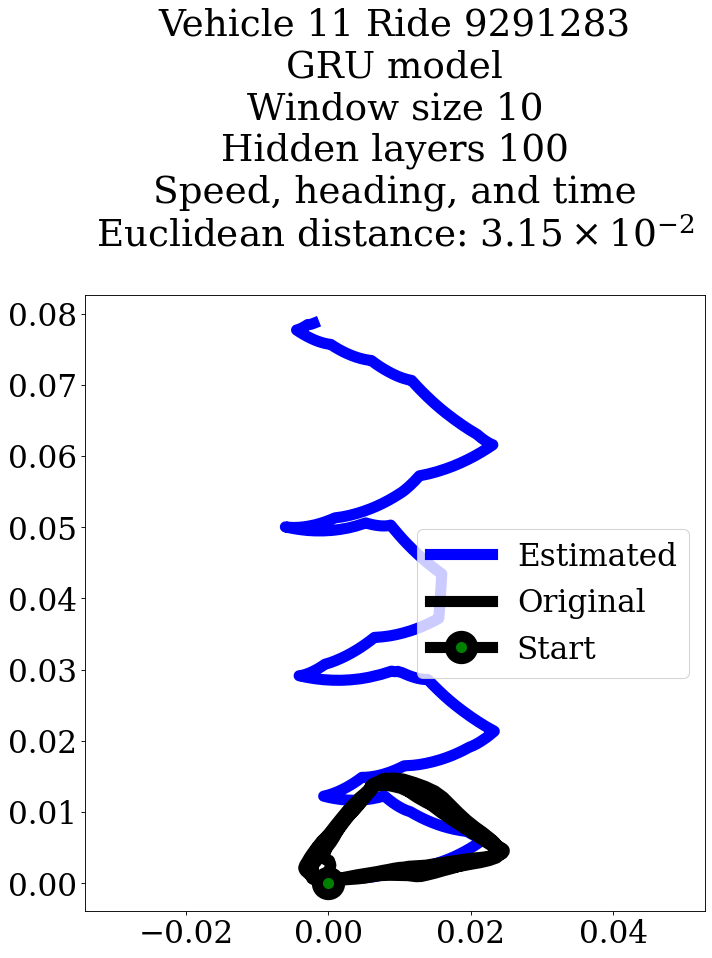 Vehicle 11 Ride 9291283
GRU model
Window size 10
Hidden layers 100
Speed, heading, and time
Euclidean distance: 3.15 × 10⁻²
0.08
0.07
0.06
0.05
0.04
0.03
0.02
0.01
0.00
Estimated
Original
Start
−0.02 0.00 0.02 0.04